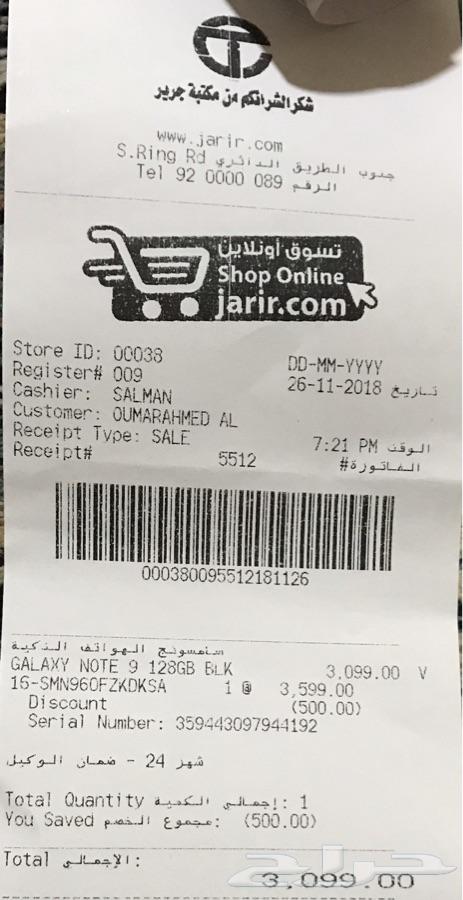 شكراً لشرائكم من مكتبة جرير
www.jarir.com
S.Ring Rd جنوب الطريق الدائري
Tel 92 0000 089 الرقم
تسوق أونلاين
Shop Online
jarir.com
Store ID: 00038
Register# 009 DD-MM-YYYY
Cashier: SALMAN 26-11-2018 تاريخ
Customer: OUMARAHMED AL
Receipt Type: SALE 7:21 PM الوقت
Receipt# 5512 الفاتورة#
000380095512181126
سامسونج الهواتف الذكية
GALAXY NOTE 9 128GB BLK 3,099.00 V
16-SMN960FZKDKSA 1 @ 3,599.00
Discount (500.00)
Serial Number: 359443097944192
شهر 24 - ضمان الوكيل
Total Quantity إجمالي الكمية : 1
You Saved مجموع الخصم: (500.00)
Total الإجمالي :
3,099.00
حراج